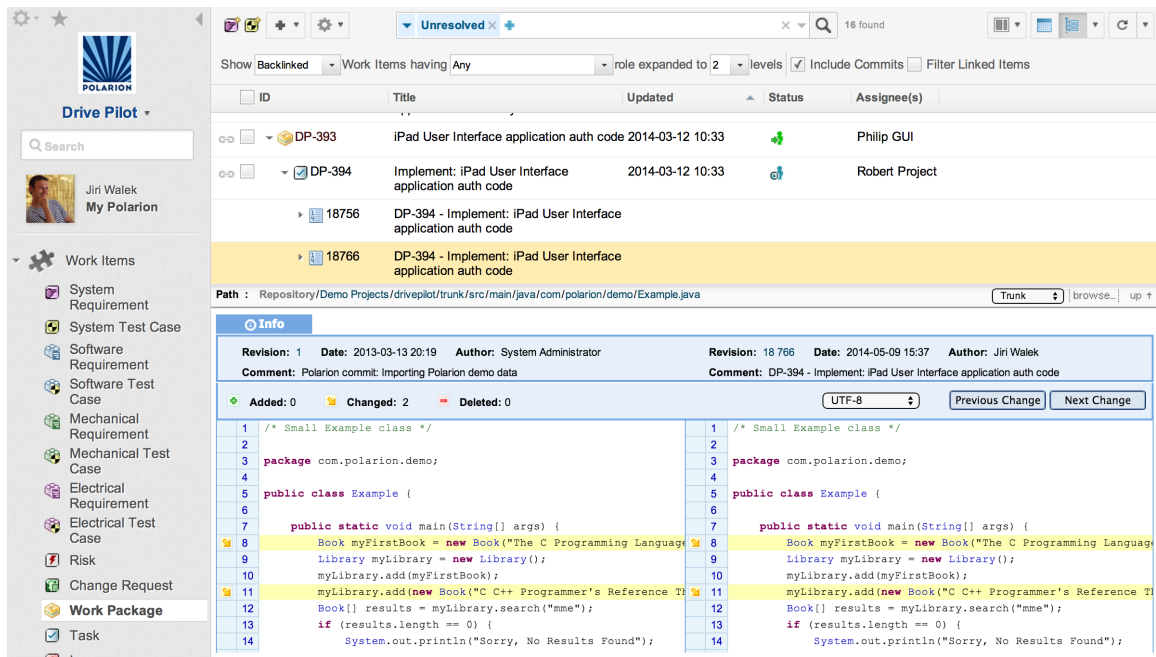 POLARION
Drive Pilot
Search
Jiri Walek
My Polarion
Work Items
System
Requirement
System Test Case
Software
Requirement
Software Test
Case
Mechanical
Requirement
Mechanical Test
Case
Electrical
Requirement
Electrical Test
Case
Risk
Change Request
Work Package
Task
Unresolved 16 found
Show Backlinked Work Items having Any role expanded to 2 levels Include Commits Filter Linked Items
ID Title Updated Status Assignee(s)
DP-393 iPad User Interface application auth code 2014-03-12 10:33 Philip GUI
DP-394 Implement: iPad User Interface 2014-03-12 10:33 Robert Project
application auth code
18756 DP-394 - Implement: iPad User Interface
application auth code
18766 DP-394 - Implement: iPad User Interface
application auth code
Path : Repository/Demo Projects/drivepilot/trunk/src/main/java/com/polarion/demo/Example.java Trunk browse... up ↑
Info
Revision: 1 Date: 2013-03-13 20:19 Author: System Administrator
Comment: Polarion commit: Importing Polarion demo data
Revision: 18 766 Date: 2014-05-09 15:37 Author: Jiri Walek
Comment: DP-394 - Implement: iPad User Interface application auth code
Added: 0 Changed: 2 Deleted: 0 UTF-8 Previous Change Next Change
1 /* Small Example class */
2
3 package com.polarion.demo;
4
5 public class Example {
6
7 public static void main(String[] args) {
8 Book myFirstBook = new Book("The C Programming Language
9 Library myLibrary = new Library();
10 myLibrary.add(myFirstBook);
11 myLibrary.add(new Book("C C++ Programmer's Reference Th
12 Book[] results = myLibrary.search("mme");
13 if (results.length == 0) {
14 System.out.println("Sorry, No Results Found");
1 /* Small Example class */
2
3 package com.polarion.demo;
4
5 public class Example {
6
7 public static void main(String[] args) {
8 Book myFirstBook = new Book("The C Programming Language
9 Library myLibrary = new Library();
10 myLibrary.add(myFirstBook);
11 myLibrary.add(new Book("C C++ Programmer's Reference Th
12 Book[] results = myLibrary.search("mme");
13 if (results.length == 0) {
14 System.out.println("Sorry, No Results Found");